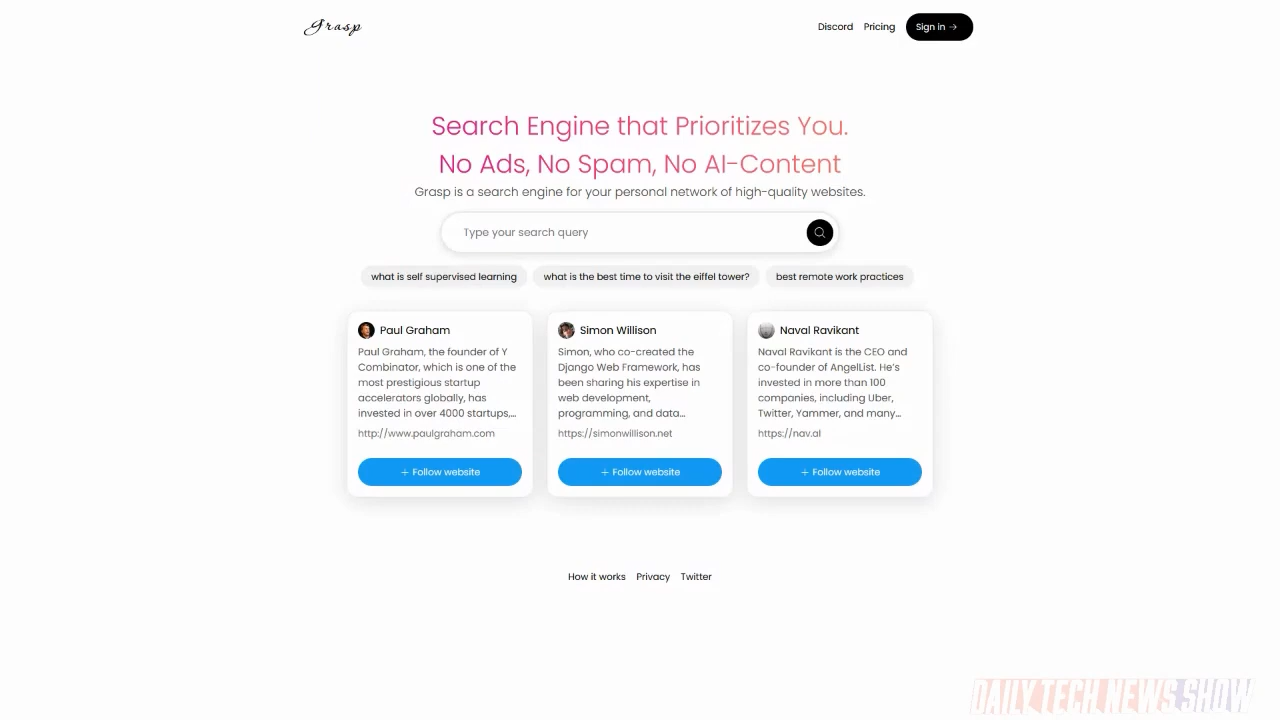 Grasp
Discord Pricing Sign in →
Search Engine that Prioritizes You.
No Ads, No Spam, No AI-Content
Grasp is a search engine for your personal network of high-quality websites.
Type your search query
what is self supervised learning
what is the best time to visit the eiffel tower?
best remote work practices
Paul Graham
Paul Graham, the founder of Y
Combinator, which is one of the
most prestigious startup
accelerators globally, has
invested in over 4000 startups,...
http://www.paulgraham.com
+ Follow website
Simon Willison
Simon, who co-created the
Django Web Framework, has
been sharing his expertise in
web development,
programming, and data...
https://simonwillison.net
+ Follow website
Naval Ravikant
Naval Ravikant is the CEO and
co-founder of AngelList. He's
invested in more than 100
companies, including Uber,
Twitter, Yammer, and many...
https://nav.al
+ Follow website
How it works Privacy Twitter
DAILY TECH NEWS SHOW